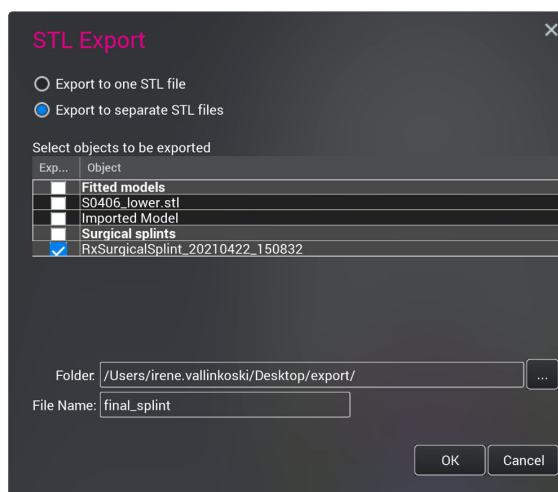 STL Export
Export to one STL file
Export to separate STL files
Select objects to be exported
Exp... Object
Fitted models
S0406_lower.stl
Imported Model
Surgical splints
RxSurgicalSplint_20210422_150832
Folder: /Users/irene.vallinkoski/Desktop/export/ ...
File Name: final_splint
OK Cancel